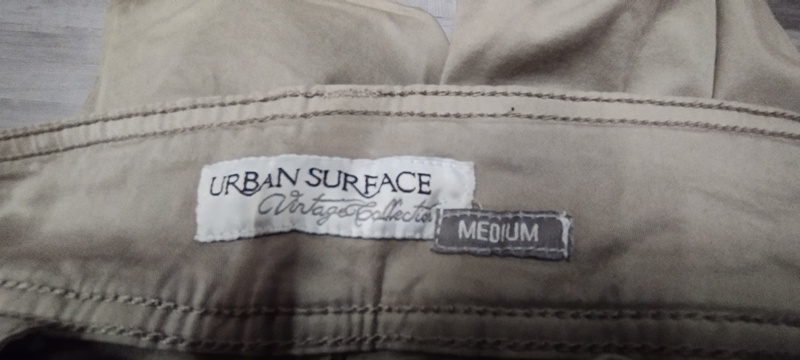 URBAN SURFACE
Vintage Collection
MEDIUM